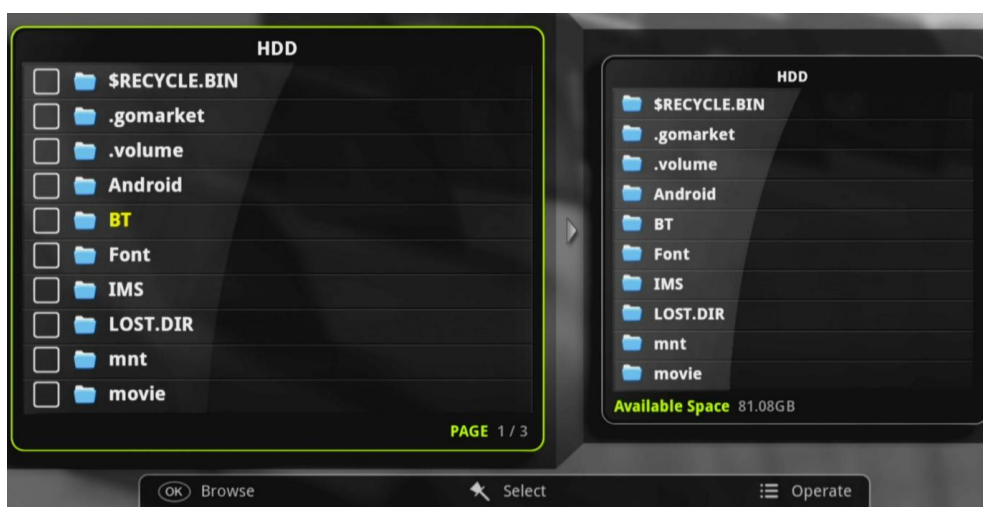 HDD
$RECYCLE.BIN
.gomarket
.volume
Android
BT
Font
IMS
LOST.DIR
mnt
movie
PAGE 1 / 3
HDD
$RECYCLE.BIN
.gomarket
.volume
Android
BT
Font
IMS
LOST.DIR
mnt
movie
Available Space 81.08GB
OK Browse Select Operate